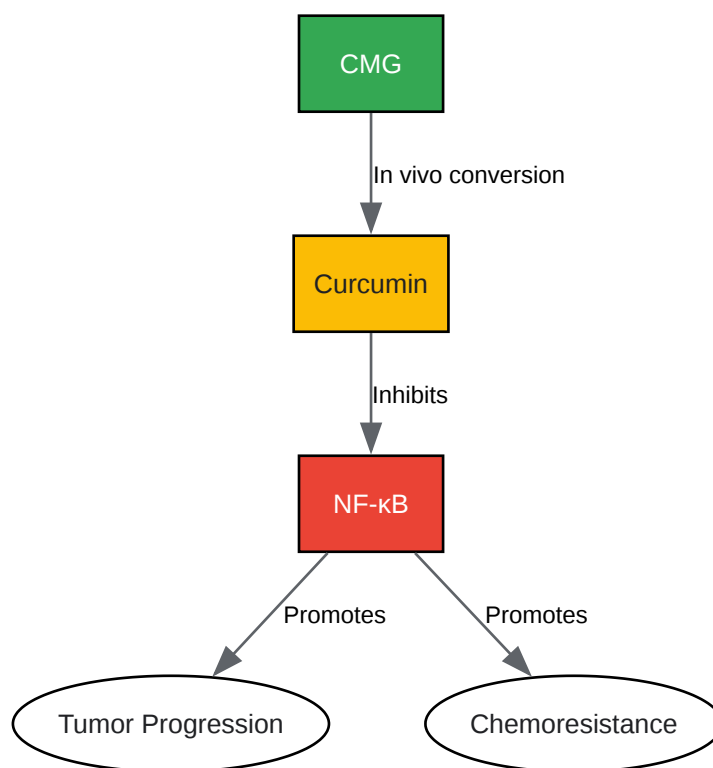 CMG
In vivo conversion
Curcumin
Inhibits
NF-κB
Promotes
Promotes
Tumor Progression
Chemoresistance